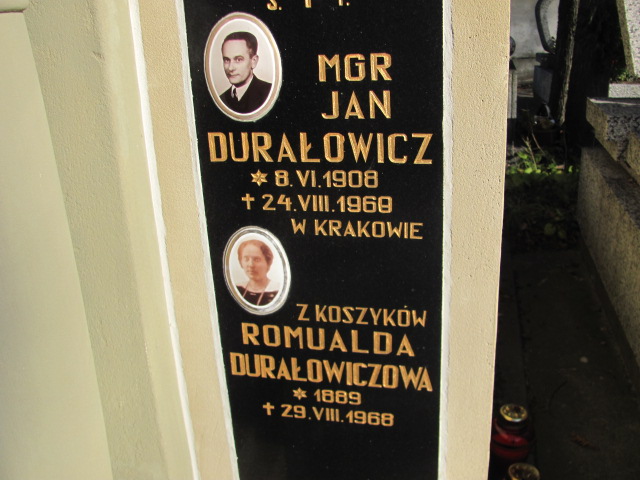 Ś. † P.
MGR
JAN
DURAŁOWICZ
* 8.VI.1908
† 24.VIII.1969
W KRAKOWIE
Z KOSZYKÓW
ROMUALDA
DURAŁOWICZOWA
* 1889
† 29.VIII.1968